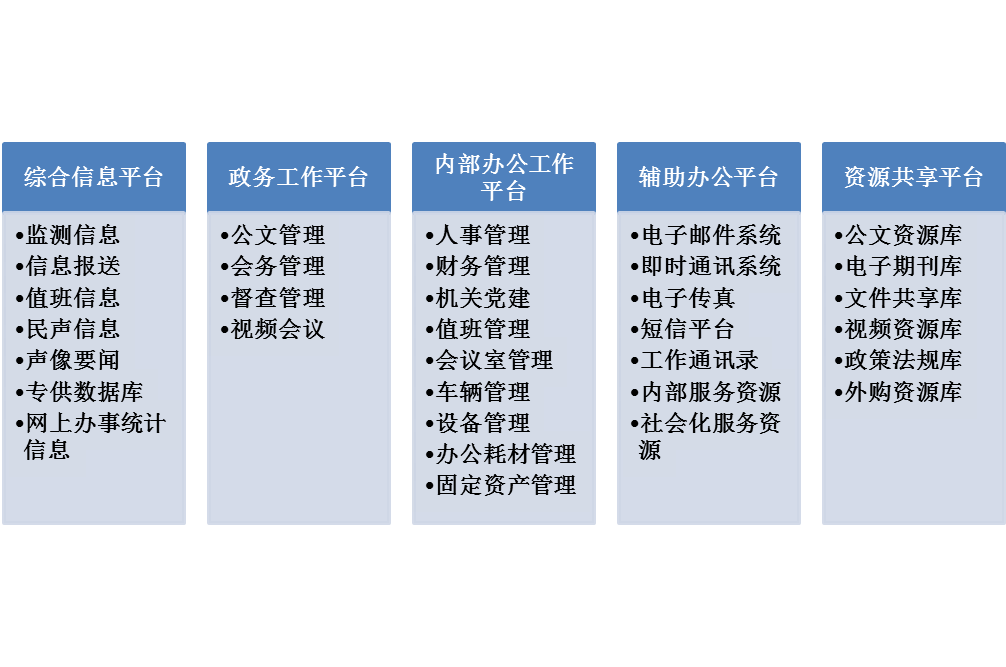 综合信息平台
•监测信息
•信息报送
•值班信息
•民声信息
•声像要闻
•专供数据库
•网上办事统计
信息
政务工作平台
•公文管理
•会务管理
•督查管理
•视频会议
内部办公工作
平台
•人事管理
•财务管理
•机关党建
•值班管理
•会议室管理
•车辆管理
•设备管理
•办公耗材管理
•固定资产管理
辅助办公平台
•电子邮件系统
•即时通讯系统
•电子传真
•短信平台
•工作通讯录
•内部服务资源
•社会化服务资
源
资源共享平台
•公文资源库
•电子期刊库
•文件共享库
•视频资源库
•政策法规库
•外购资源库